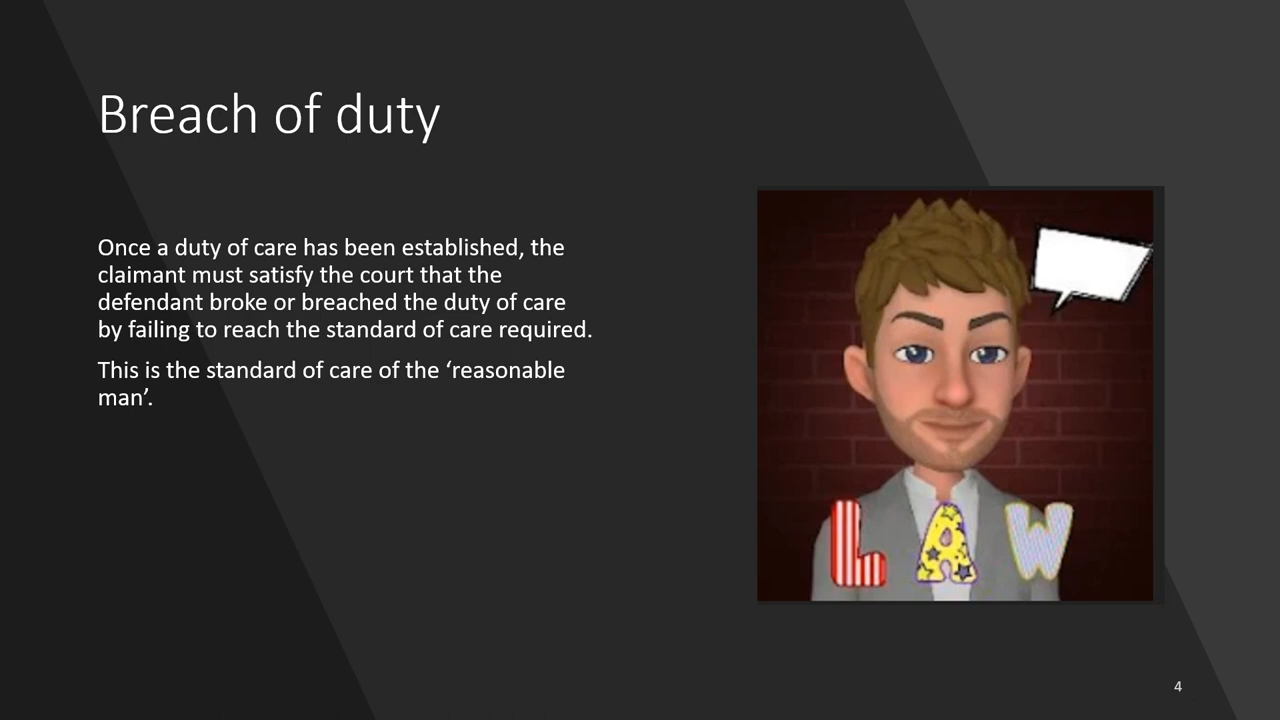 Breach of duty
Once a duty of care has been established, the
claimant must satisfy the court that the
defendant broke or breached the duty of care
by failing to reach the standard of care required.
This is the standard of care of the ‘reasonable
man’.
LAW
4